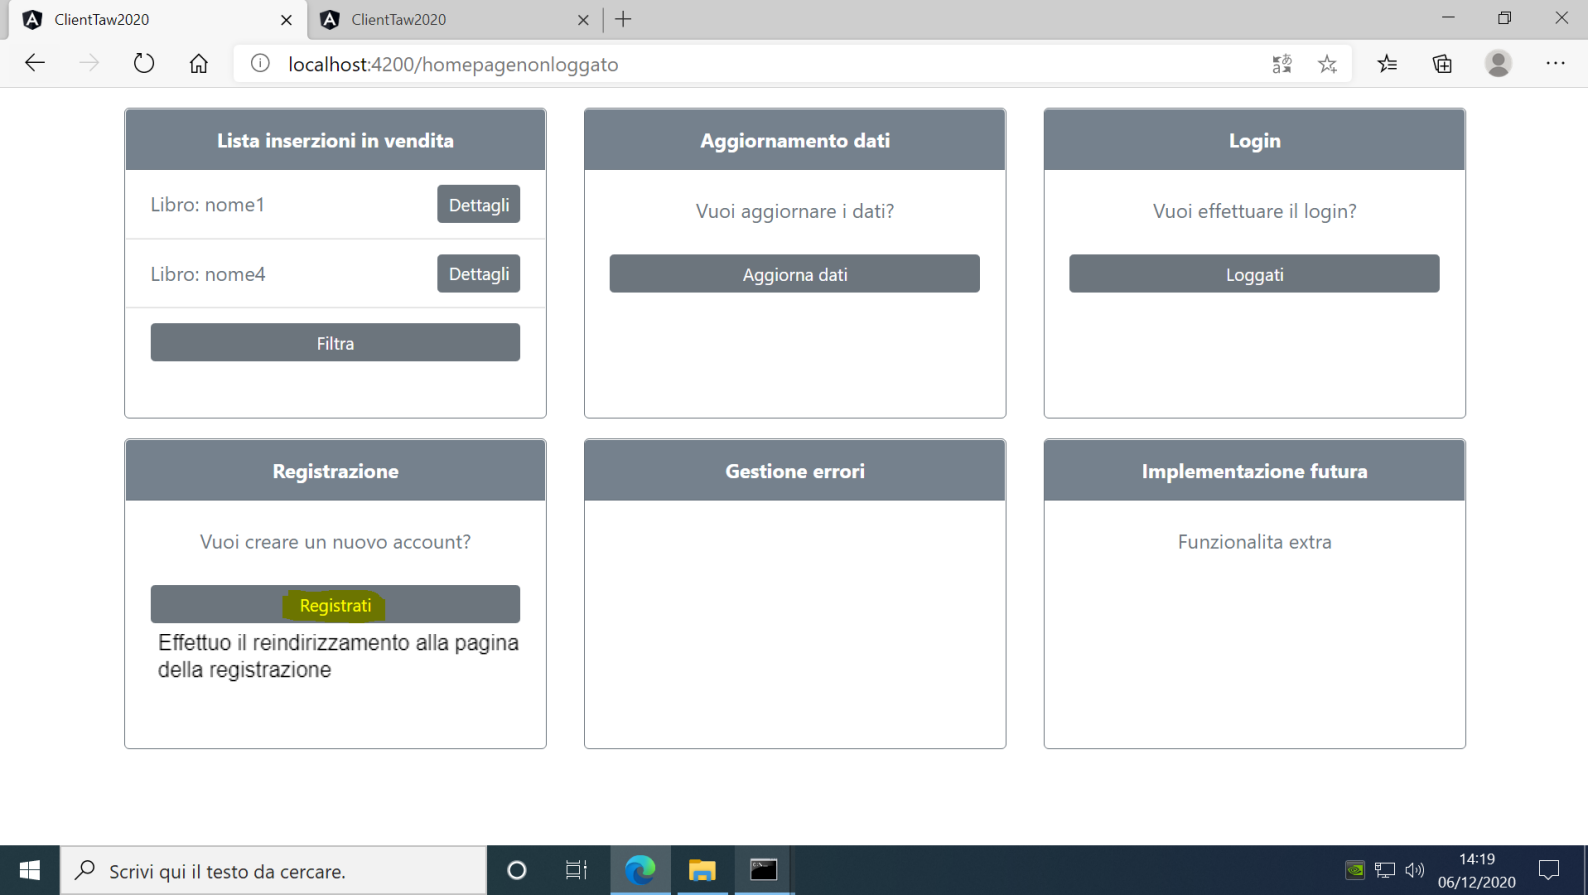 ClientTaw2020
ClientTaw2020
localhost:4200/homepagenonloggato
Lista inserzioni in vendita
Libro: nome1
Dettagli
Libro: nome4
Dettagli
Filtra
Aggiornamento dati
Vuoi aggiornare i dati?
Aggiorna dati
Login
Vuoi effettuare il login?
Loggati
Registrazione
Vuoi creare un nuovo account?
Registrati
Effettuo il reindirizzamento alla pagina
della registrazione
Gestione errori
Implementazione futura
Funzionalita extra
Scrivi qui il testo da cercare.
14:19
06/12/2020